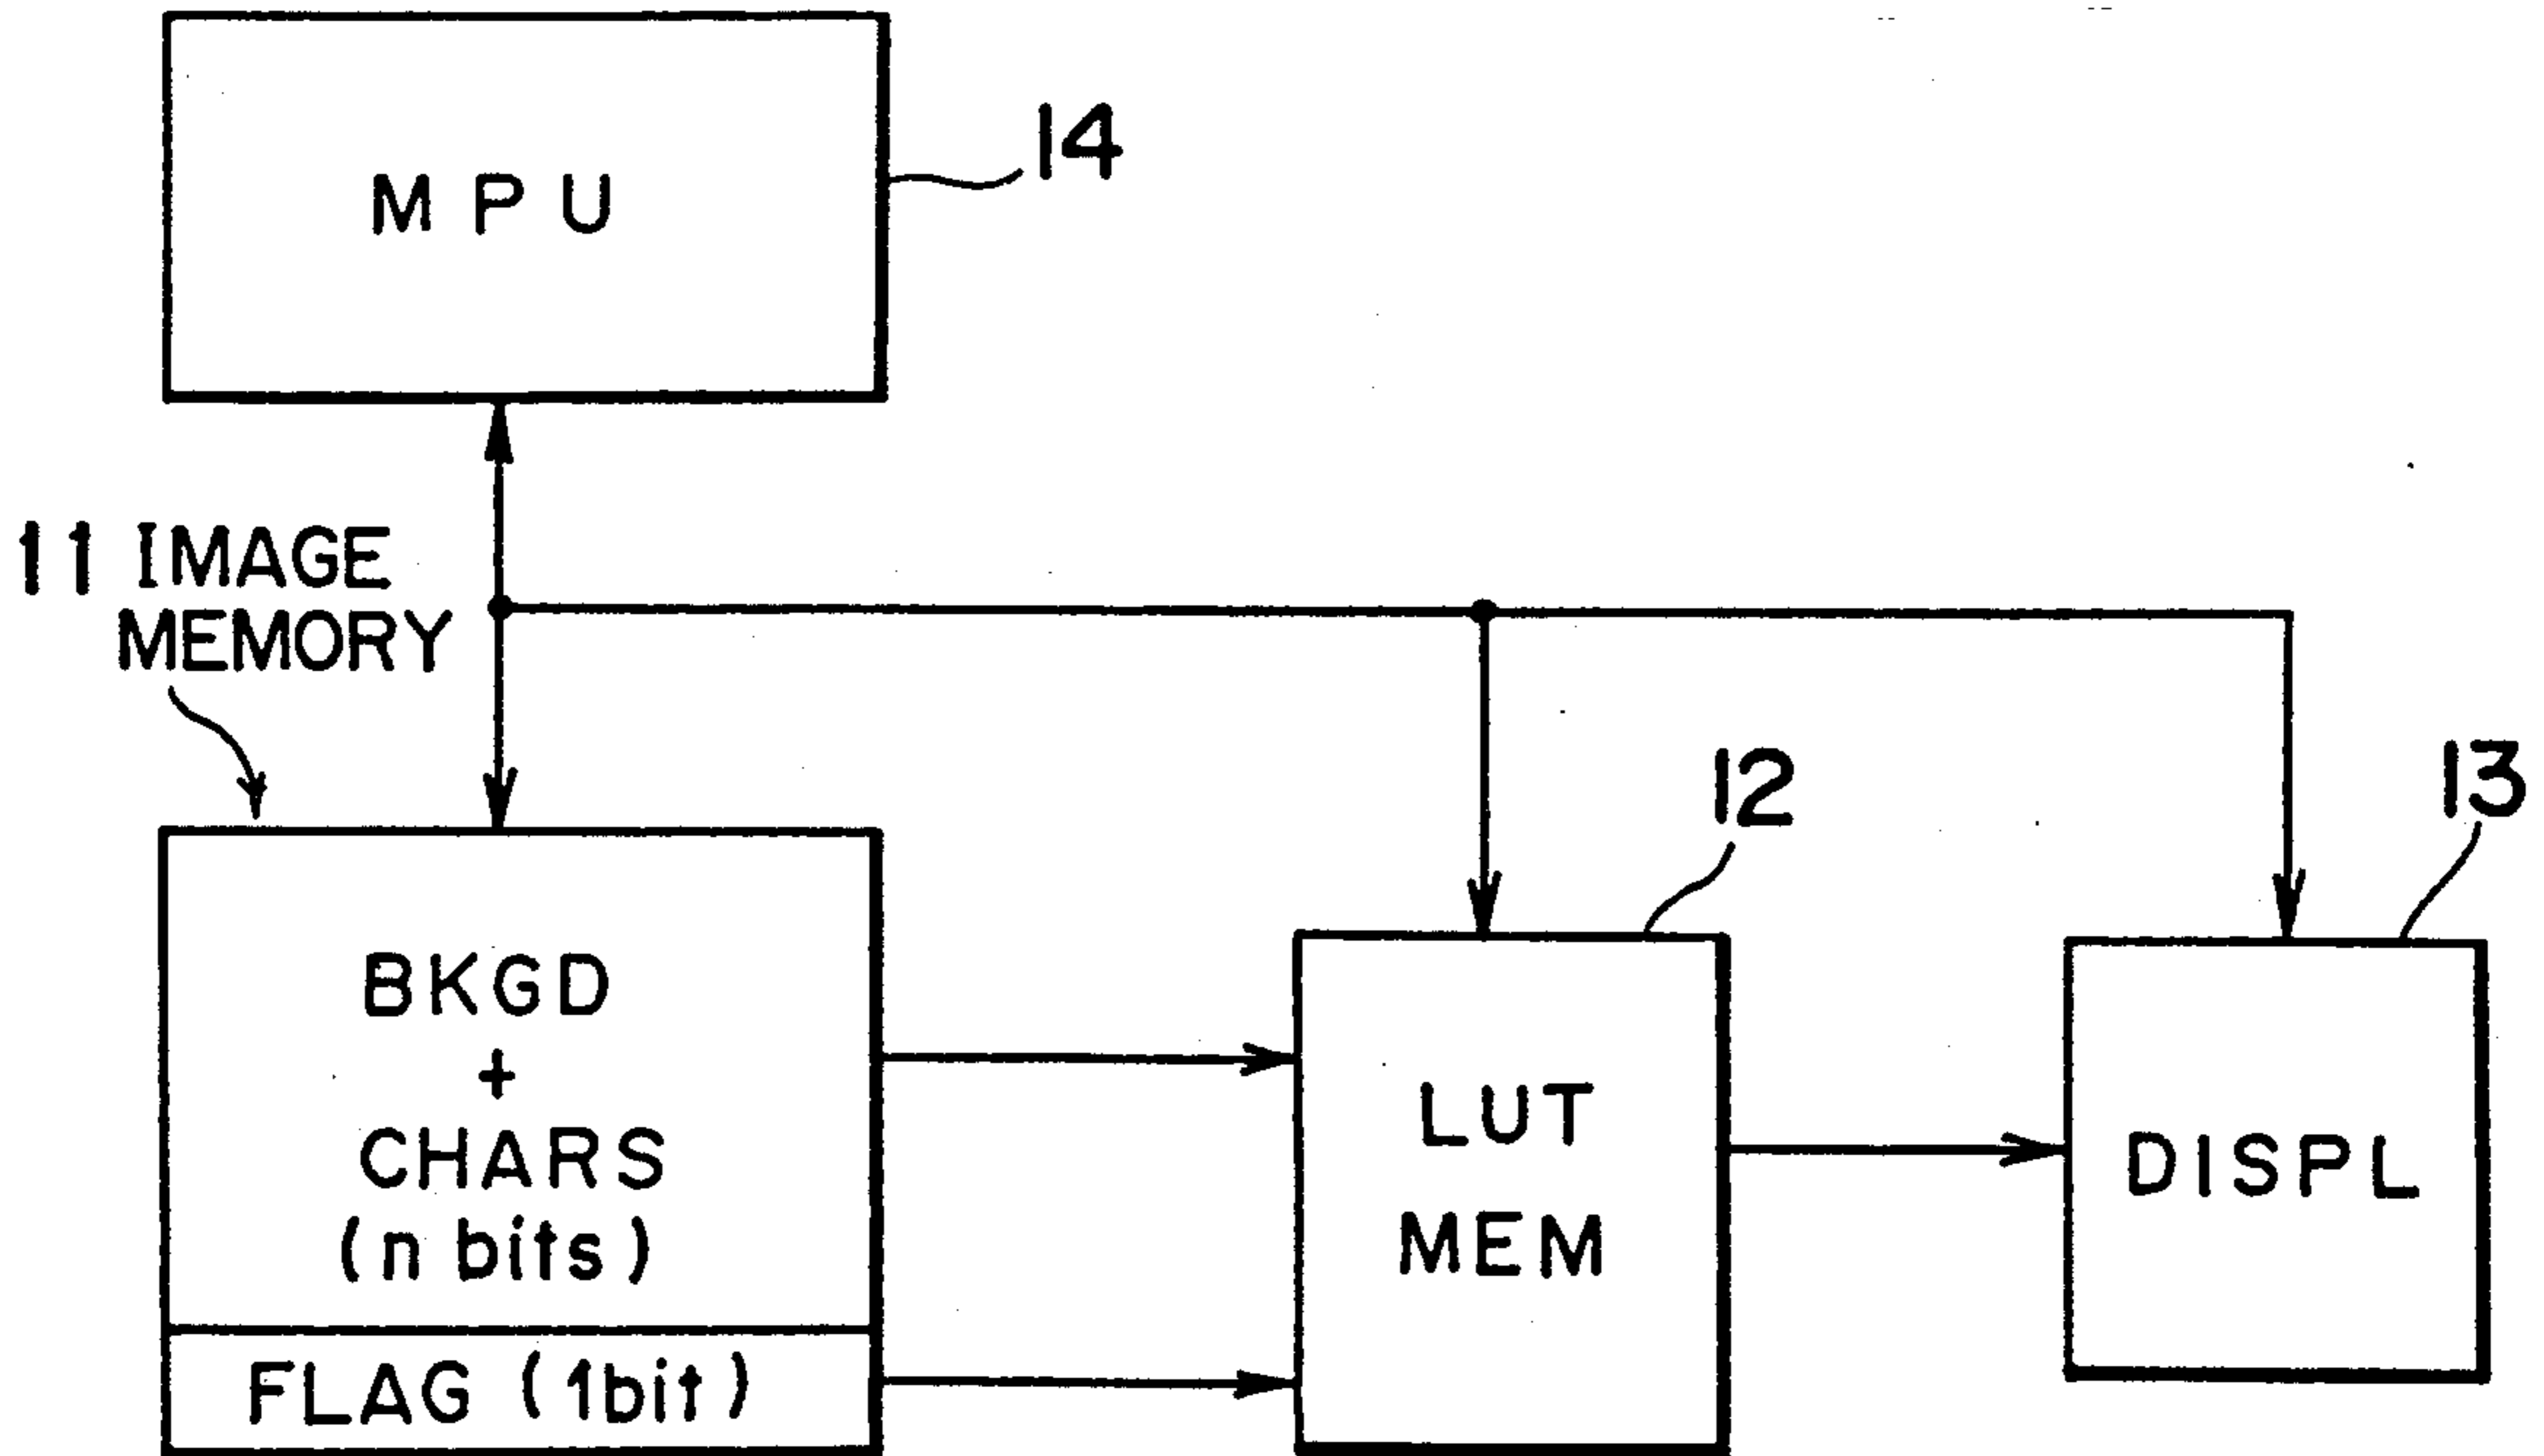 MPU
14
11 IMAGE
MEMORY
12
13
BKGD
+
CHARS
(n bits)
FLAG (1bit)
LUT
MEM
DISPL